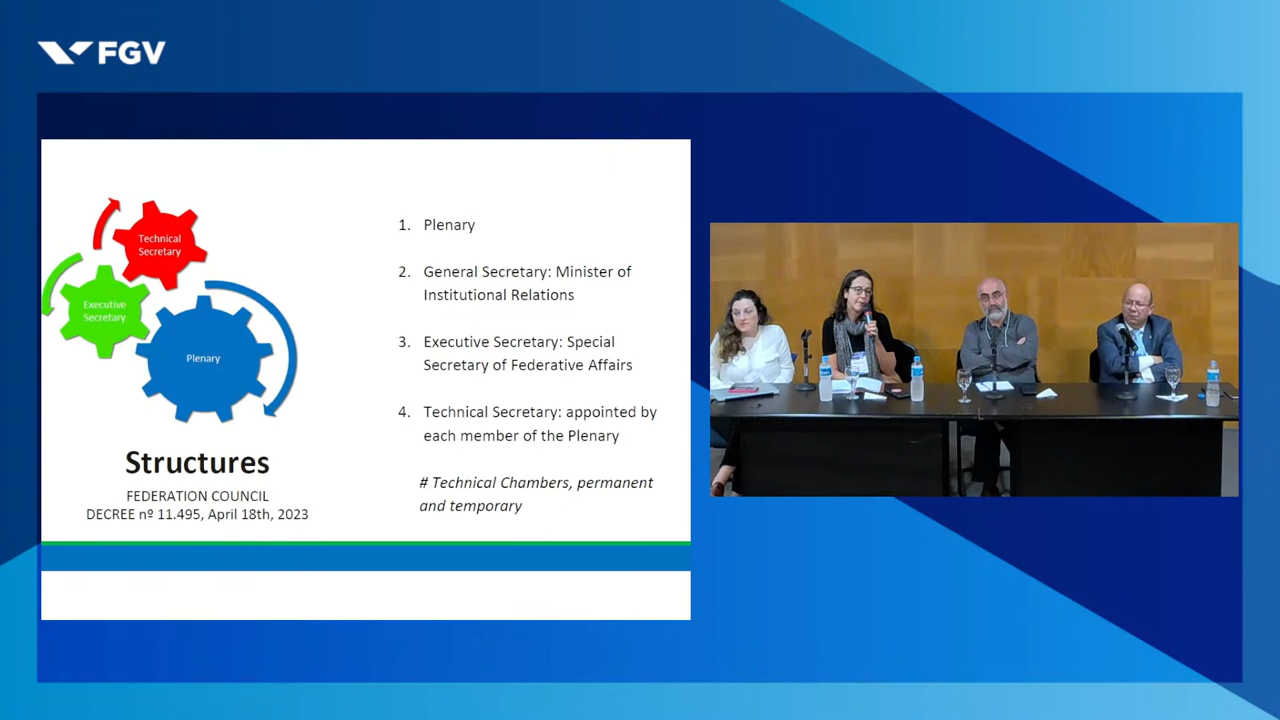 FGV
Technical
Secretary
Executive
Secretary
Plenary
Structures
FEDERATION COUNCIL
DECREE nº 11.495, April 18th, 2023
1. Plenary
2. General Secretary: Minister of
Institutional Relations
3. Executive Secretary: Special
Secretary of Federative Affairs
4. Technical Secretary: appointed by
each member of the Plenary
# Technical Chambers, permanent
and temporary